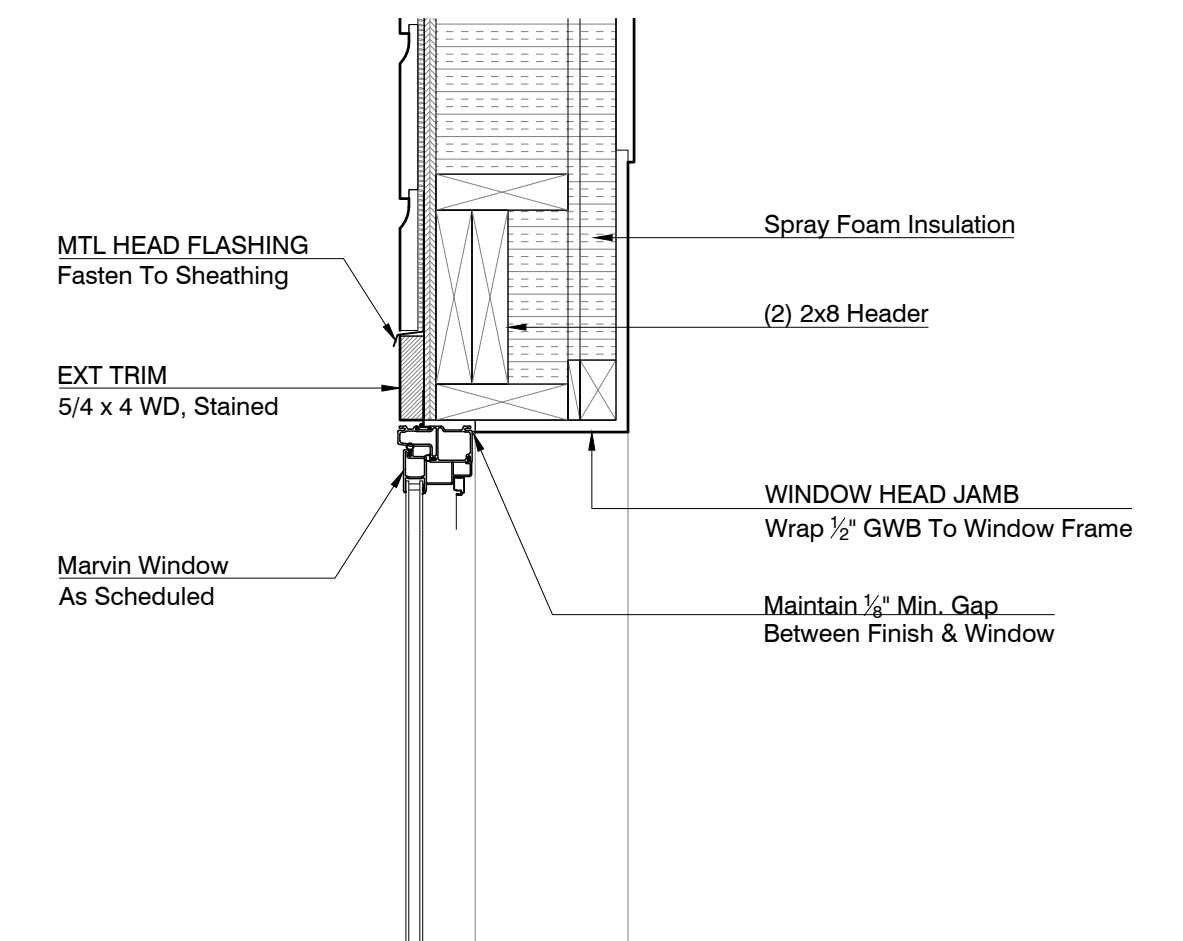 MTL HEAD FLASHING
Fasten To Sheathing
EXT TRIM
5/4 x 4 WD, Stained
Marvin Window
As Scheduled
Spray Foam Insulation
(2) 2x8 Header
WINDOW HEAD JAMB
Wrap ½" GWB To Window Frame
Maintain ⅛" Min. Gap
Between Finish & Window